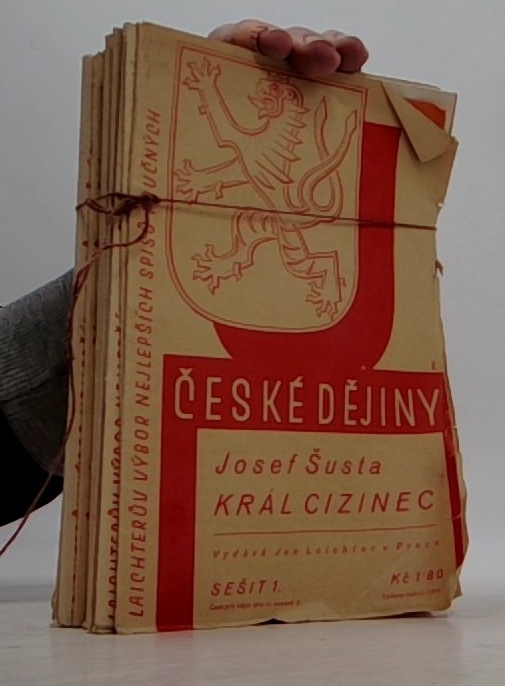 LAICHTERŮV VÝBOR NEJLEPŠÍCH SPISŮ POUČNÝCH
ČESKÉ DĚJINY
Josef Šusta
KRÁL CIZINEC
Vydává Jan Laichter v Praze
SEŠIT 1.
Kč 1·80